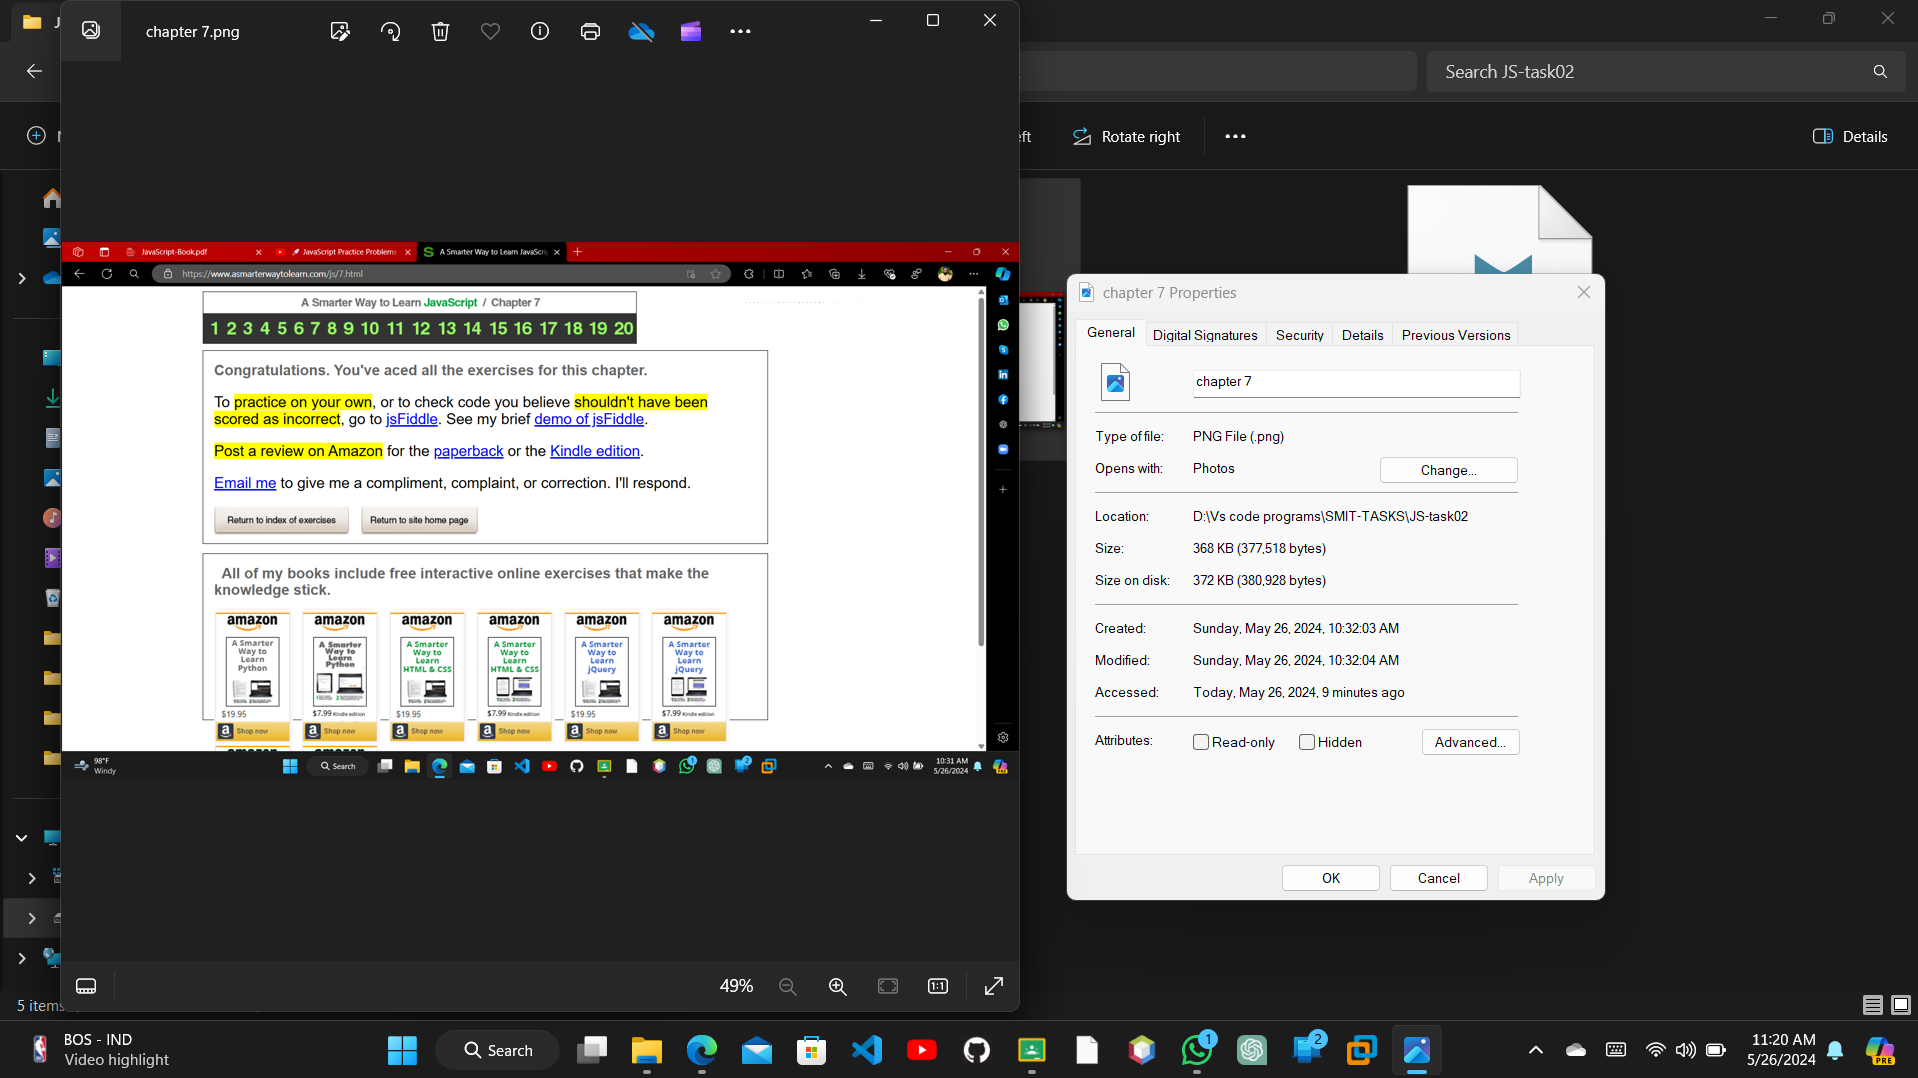 chapter 7.png
Search JS-task02
Rotate right
Details
JavaScript-Book.pdf
JavaScript Practice Problems
A Smarter Way to Learn JavaScri
https://www.asmarterwaytolearn.com/js/7.html
A Smarter Way to Learn JavaScript / Chapter 7
1 2 3 4 5 6 7 8 9 10 11 12 13 14 15 16 17 18 19 20
Congratulations. You've aced all the exercises for this chapter.
To practice on your own, or to check code you believe shouldn't have been
scored as incorrect, go to jsFiddle. See my brief demo of jsFiddle.
Post a review on Amazon for the paperback or the Kindle edition.
Email me to give me a compliment, complaint, or correction. I'll respond.
Return to index of exercises
Return to site home page
All of my books include free interactive online exercises that make the
knowledge stick.
amazon amazon amazon amazon amazon amazon
A Smarter Way to Learn Python
A Smarter Way to Learn Python
A Smarter Way to Learn HTML & CSS
A Smarter Way to Learn HTML & CSS
A Smarter Way to Learn jQuery
A Smarter Way to Learn jQuery
$19.95 $7.99 Kindle edition $19.95 $7.99 Kindle edition $19.95 $7.99 Kindle edition
Shop now Shop now Shop now Shop now Shop now Shop now
98°F
Windy
Search
10:31 AM
5/26/2024
49%
chapter 7 Properties
General Digital Signatures Security Details Previous Versions
chapter 7
Type of file: PNG File (.png)
Opens with: Photos Change...
Location: D:\Vs code programs\SMIT-TASKS\JS-task02
Size: 368 KB (377,518 bytes)
Size on disk: 372 KB (380,928 bytes)
Created: Sunday, May 26, 2024, 10:32:03 AM
Modified: Sunday, May 26, 2024, 10:32:04 AM
Accessed: Today, May 26, 2024, 9 minutes ago
Attributes: Read-only Hidden Advanced...
OK Cancel Apply
5 items
BOS - IND
Video highlight
Search
1
2
11:20 AM
5/26/2024
PRE